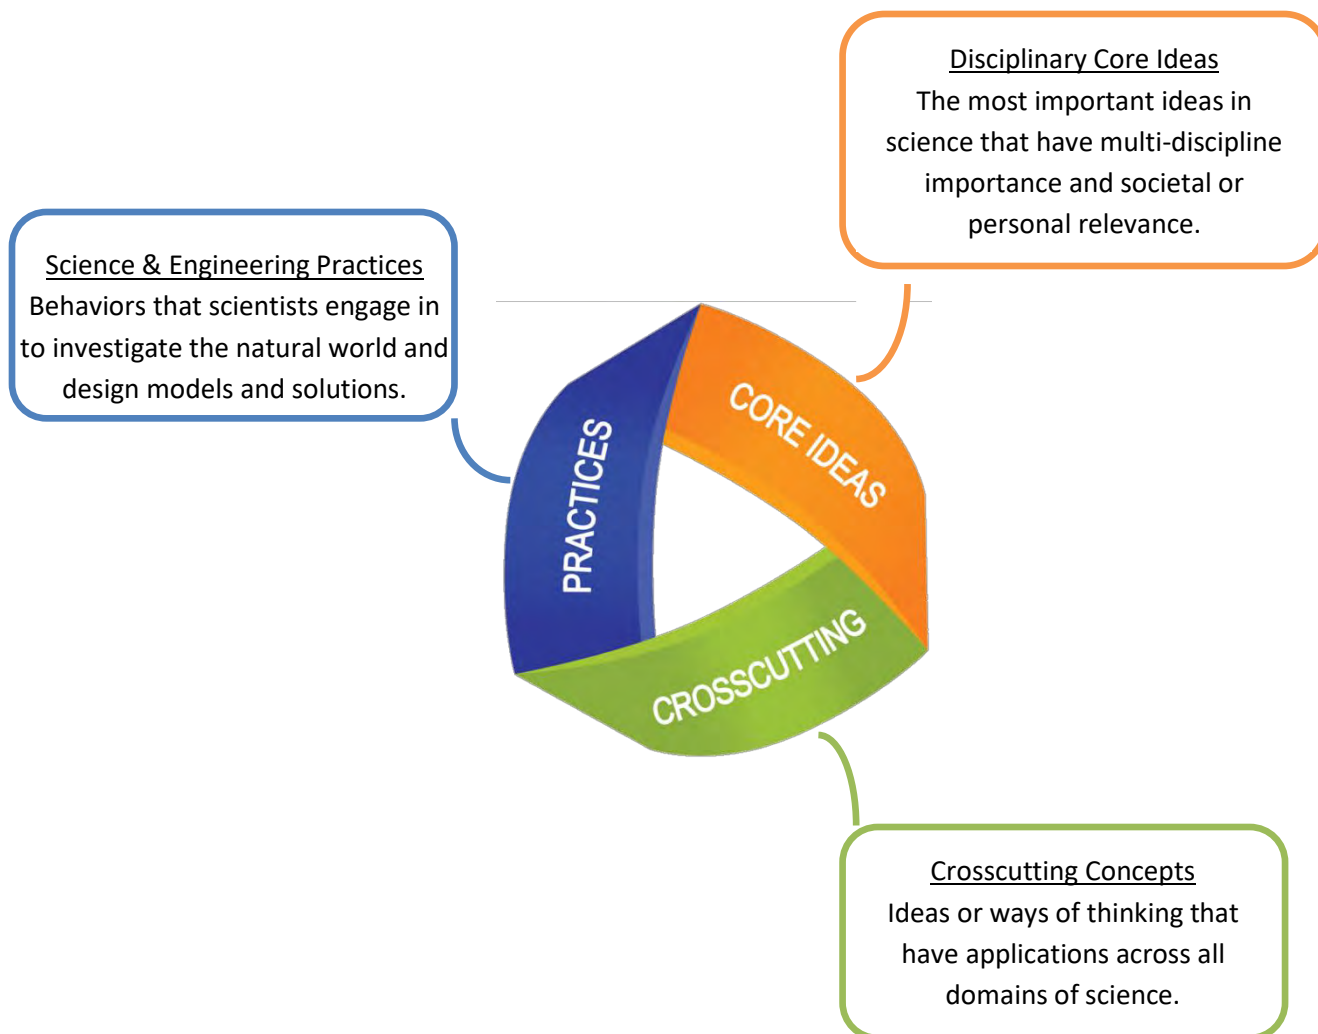 Disciplinary Core Ideas
The most important ideas in
science that have multi-discipline
importance and societal or
personal relevance.
Science & Engineering Practices
Behaviors that scientists engage in
to investigate the natural world and
design models and solutions.
PRACTICES
CORE IDEAS
CROSSCUTTING
Crosscutting Concepts
Ideas or ways of thinking that
have applications across all
domains of science.